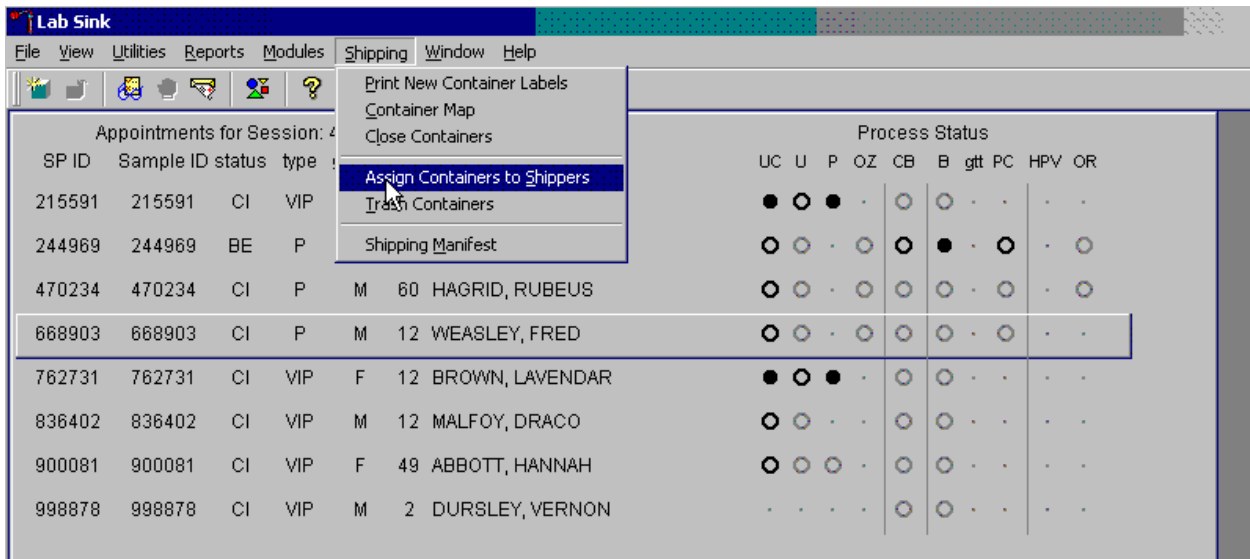 Lab Sink
File View Utilities Reports Modules Shipping Window Help
Print New Container Labels
Container Map
Close Containers
Assign Containers to Shippers
Trash Containers
Shipping Manifest
Appointments for Session: Process Status
SP ID Sample ID status type UC U P OZ CB B gtt PC HPV OR
215591 215591 CI VIP
244969 244969 BE P
470234 470234 CI P M 60 HAGRID, RUBEUS
668903 668903 CI P M 12 WEASLEY, FRED
762731 762731 CI VIP F 12 BROWN, LAVENDAR
836402 836402 CI VIP M 12 MALFOY, DRACO
900081 900081 CI VIP F 49 ABBOTT, HANNAH
998878 998878 CI VIP M 2 DURSLEY, VERNON